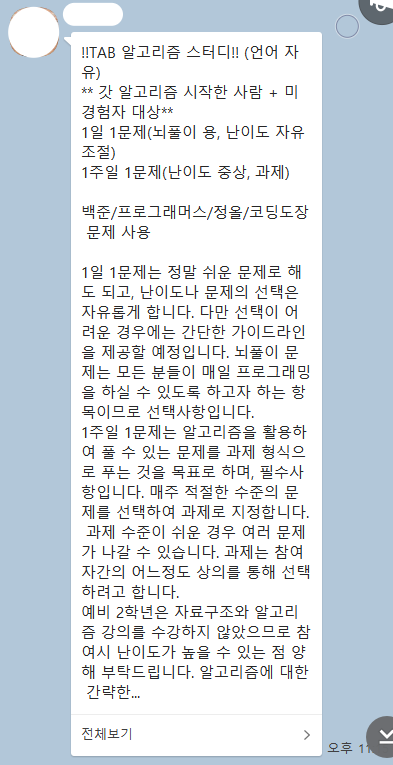 !!TAB 알고리즘 스터디!! (언어 자
유)
** 갓 알고리즘 시작한 사람 + 미
경험자 대상**
1일 1문제(뇌풀이 용, 난이도 자유
조절)
1주일 1문제(난이도 중상, 과제)
백준/프로그래머스/정올/코딩도장
문제 사용
1일 1문제는 정말 쉬운 문제로 해
도 되고, 난이도나 문제의 선택은
자유롭게 합니다. 다만 선택이 어
려운 경우에는 간단한 가이드라인
을 제공할 예정입니다. 뇌풀이 문
제는 모든 분들이 매일 프로그래밍
을 하실 수 있도록 하고자 하는 항
목이므로 선택사항입니다.
1주일 1문제는 알고리즘을 활용하
여 풀 수 있는 문제를 과제 형식으
로 푸는 것을 목표로 하며, 필수사
항입니다. 매주 적절한 수준의 문
제를 선택하여 과제로 지정합니다.
과제 수준이 쉬운 경우 여러 문제
가 나갈 수 있습니다. 과제는 참여
자간의 어느정도 상의를 통해 선택
하려고 합니다.
예비 2학년은 자료구조와 알고리
즘 강의를 수강하지 않았으므로 참
여시 난이도가 높을 수 있는 점 양
해 부탁드립니다. 알고리즘에 대한
간략한...
전체보기
오후